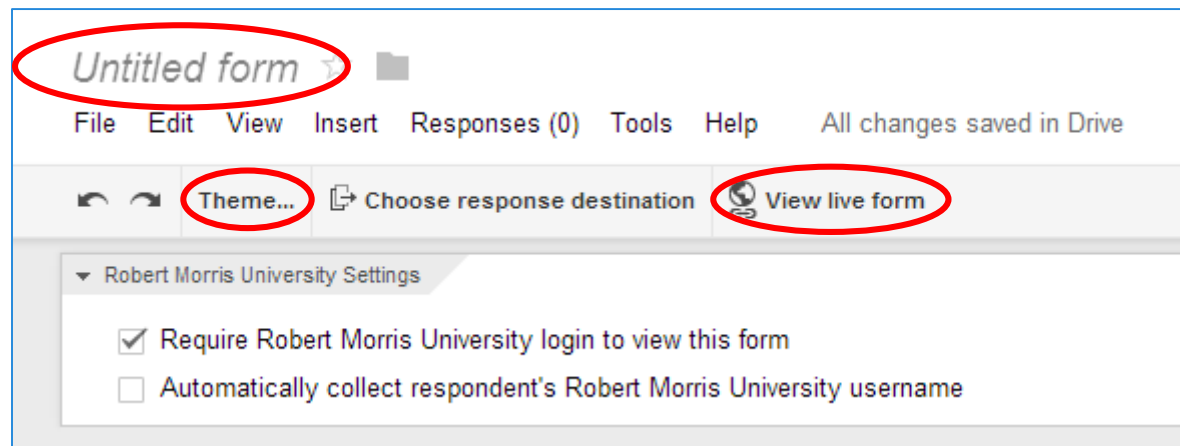 Untitled form
File Edit View Insert Responses (0) Tools Help All changes saved in Drive
Theme... Choose response destination View live form
Robert Morris University Settings
Require Robert Morris University login to view this form
Automatically collect respondent's Robert Morris University username